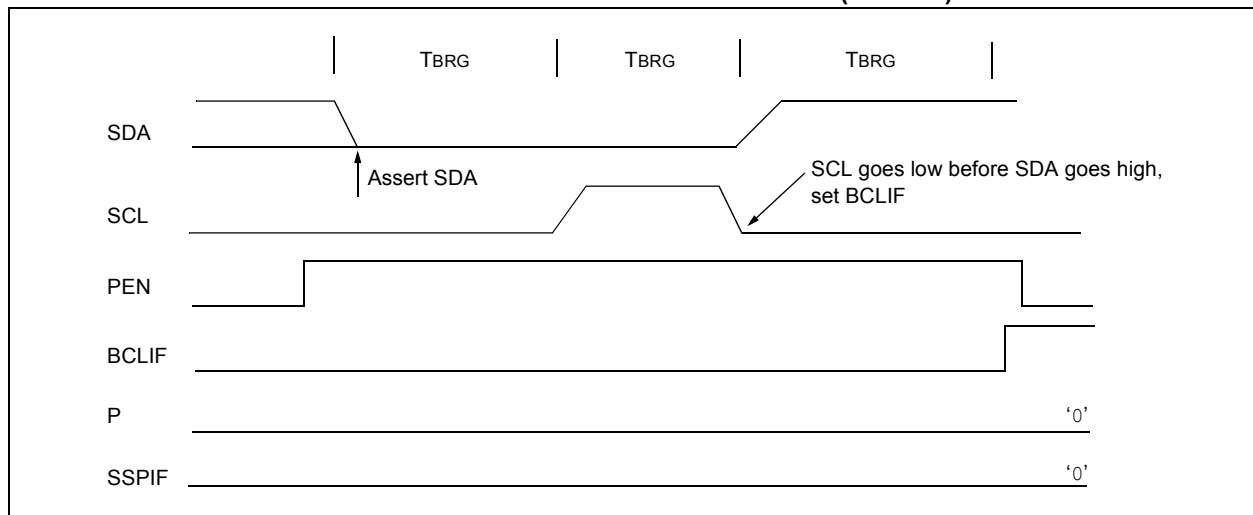 TBRG TBRG TBRG
SDA
Assert SDA
SCL goes low before SDA goes high,
set BCLIF
SCL
PEN
BCLIF
P
‘0’
SSPIF
‘0’